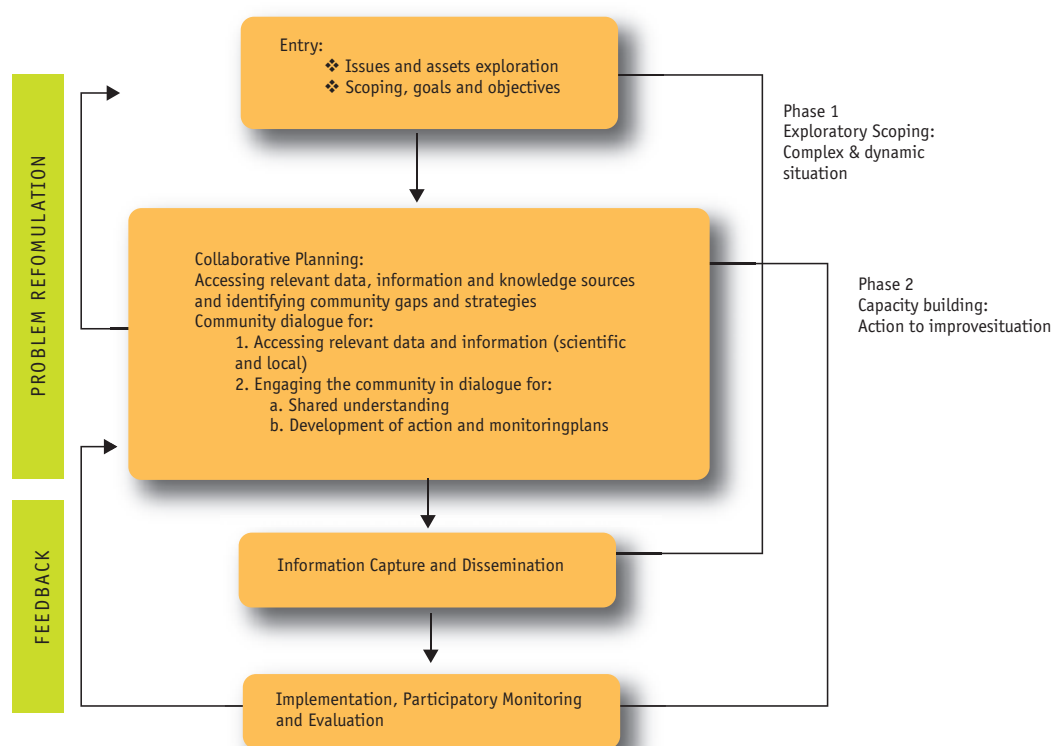 Entry:
❖ Issues and assets exploration
❖ Scoping, goals and objectives
Phase 1
Exploratory Scoping:
Complex & dynamic
situation
PROBLEM REFOMULATION
Collaborative Planning:
Accessing relevant data, information and knowledge sources
and identifying community gaps and strategies
Community dialogue for:
1. Accessing relevant data and information (scientific
and local)
2. Engaging the community in dialogue for:
a. Shared understanding
b. Development of action and monitoringplans
Phase 2
Capacity building:
Action to improvesituation
FEEDBACK
Information Capture and Dissemination
Implementation, Participatory Monitoring
and Evaluation